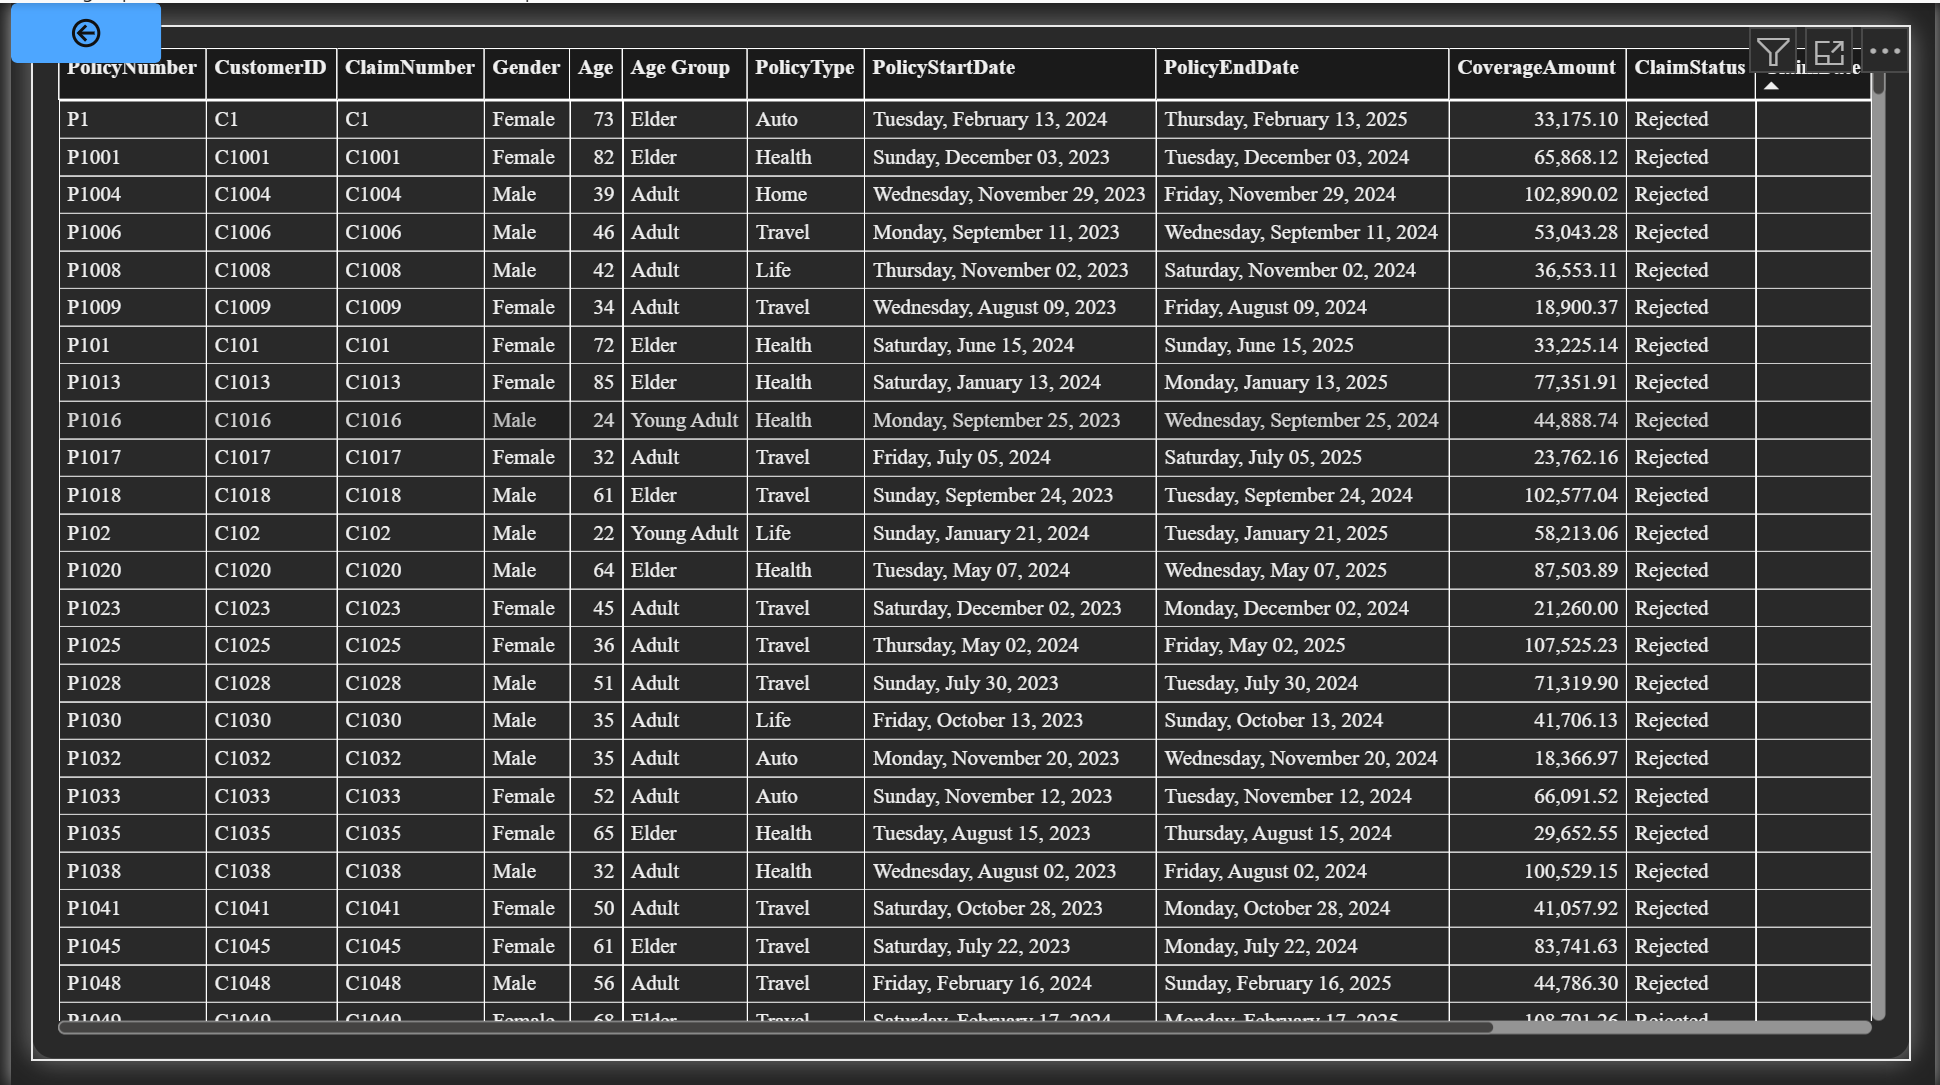 PolicyNumber CustomerID ClaimNumber Gender Age Age Group PolicyType PolicyStartDate PolicyEndDate CoverageAmount ClaimStatus
P1 C1 C1 Female 73 Elder Auto Tuesday, February 13, 2024 Thursday, February 13, 2025 33,175.10 Rejected
P1001 C1001 C1001 Female 82 Elder Health Sunday, December 03, 2023 Tuesday, December 03, 2024 65,868.12 Rejected
P1004 C1004 C1004 Male 39 Adult Home Wednesday, November 29, 2023 Friday, November 29, 2024 102,890.02 Rejected
P1006 C1006 C1006 Male 46 Adult Travel Monday, September 11, 2023 Wednesday, September 11, 2024 53,043.28 Rejected
P1008 C1008 C1008 Male 42 Adult Life Thursday, November 02, 2023 Saturday, November 02, 2024 36,553.11 Rejected
P1009 C1009 C1009 Female 34 Adult Travel Wednesday, August 09, 2023 Friday, August 09, 2024 18,900.37 Rejected
P101 C101 C101 Female 72 Elder Health Saturday, June 15, 2024 Sunday, June 15, 2025 33,225.14 Rejected
P1013 C1013 C1013 Female 85 Elder Health Saturday, January 13, 2024 Monday, January 13, 2025 77,351.91 Rejected
P1016 C1016 C1016 Male 24 Young Adult Health Monday, September 25, 2023 Wednesday, September 25, 2024 44,888.74 Rejected
P1017 C1017 C1017 Female 32 Adult Travel Friday, July 05, 2024 Saturday, July 05, 2025 23,762.16 Rejected
P1018 C1018 C1018 Male 61 Elder Travel Sunday, September 24, 2023 Tuesday, September 24, 2024 102,577.04 Rejected
P102 C102 C102 Male 22 Young Adult Life Sunday, January 21, 2024 Tuesday, January 21, 2025 58,213.06 Rejected
P1020 C1020 C1020 Male 64 Elder Health Tuesday, May 07, 2024 Wednesday, May 07, 2025 87,503.89 Rejected
P1023 C1023 C1023 Female 45 Adult Travel Saturday, December 02, 2023 Monday, December 02, 2024 21,260.00 Rejected
P1025 C1025 C1025 Female 36 Adult Travel Thursday, May 02, 2024 Friday, May 02, 2025 107,525.23 Rejected
P1028 C1028 C1028 Male 51 Adult Travel Sunday, July 30, 2023 Tuesday, July 30, 2024 71,319.90 Rejected
P1030 C1030 C1030 Male 35 Adult Life Friday, October 13, 2023 Sunday, October 13, 2024 41,706.13 Rejected
P1032 C1032 C1032 Male 35 Adult Auto Monday, November 20, 2023 Wednesday, November 20, 2024 18,366.97 Rejected
P1033 C1033 C1033 Female 52 Adult Auto Sunday, November 12, 2023 Tuesday, November 12, 2024 66,091.52 Rejected
P1035 C1035 C1035 Female 65 Elder Health Tuesday, August 15, 2023 Thursday, August 15, 2024 29,652.55 Rejected
P1038 C1038 C1038 Male 32 Adult Health Wednesday, August 02, 2023 Friday, August 02, 2024 100,529.15 Rejected
P1041 C1041 C1041 Female 50 Adult Travel Saturday, October 28, 2023 Monday, October 28, 2024 41,057.92 Rejected
P1045 C1045 C1045 Female 61 Elder Travel Saturday, July 22, 2023 Monday, July 22, 2024 83,741.63 Rejected
P1048 C1048 C1048 Male 56 Adult Travel Friday, February 16, 2024 Sunday, February 16, 2025 44,786.30 Rejected
P1049 C1049 C1049 Female 68 Elder Travel Saturday, February 17, 2024 Monday, February 17, 2025 108,791.26 Rejected